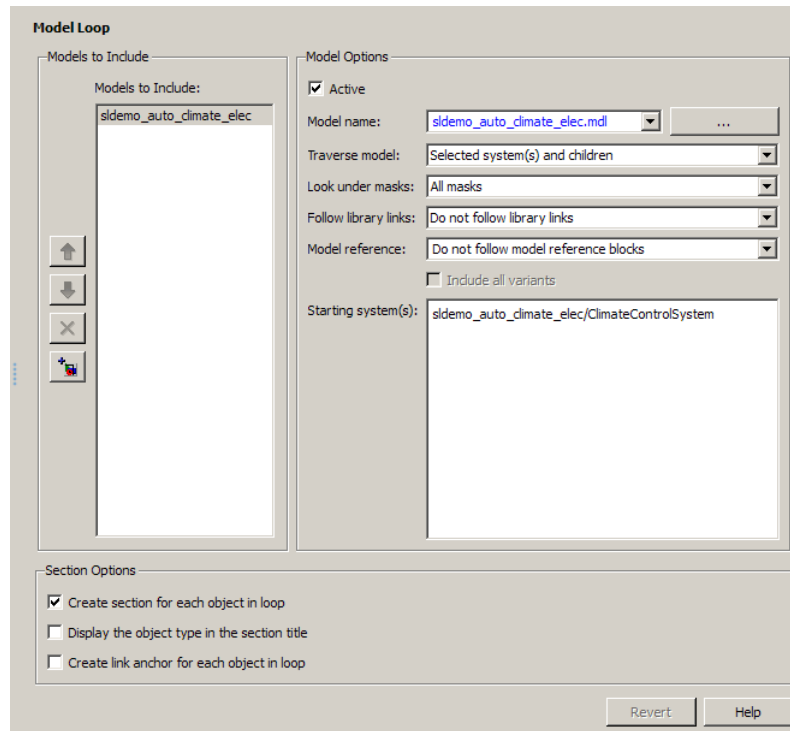 Model Loop
Models to Include
Models to Include:
sldemo_auto_climate_elec
Model Options
Active
Model name: sldemo_auto_climate_elec.mdl ...
Traverse model: Selected system(s) and children
Look under masks: All masks
Follow library links: Do not follow library links
Model reference: Do not follow model reference blocks
Include all variants
Starting system(s): sldemo_auto_climate_elec/ClimateControlSystem
Section Options
Create section for each object in loop
Display the object type in the section title
Create link anchor for each object in loop
Revert Help